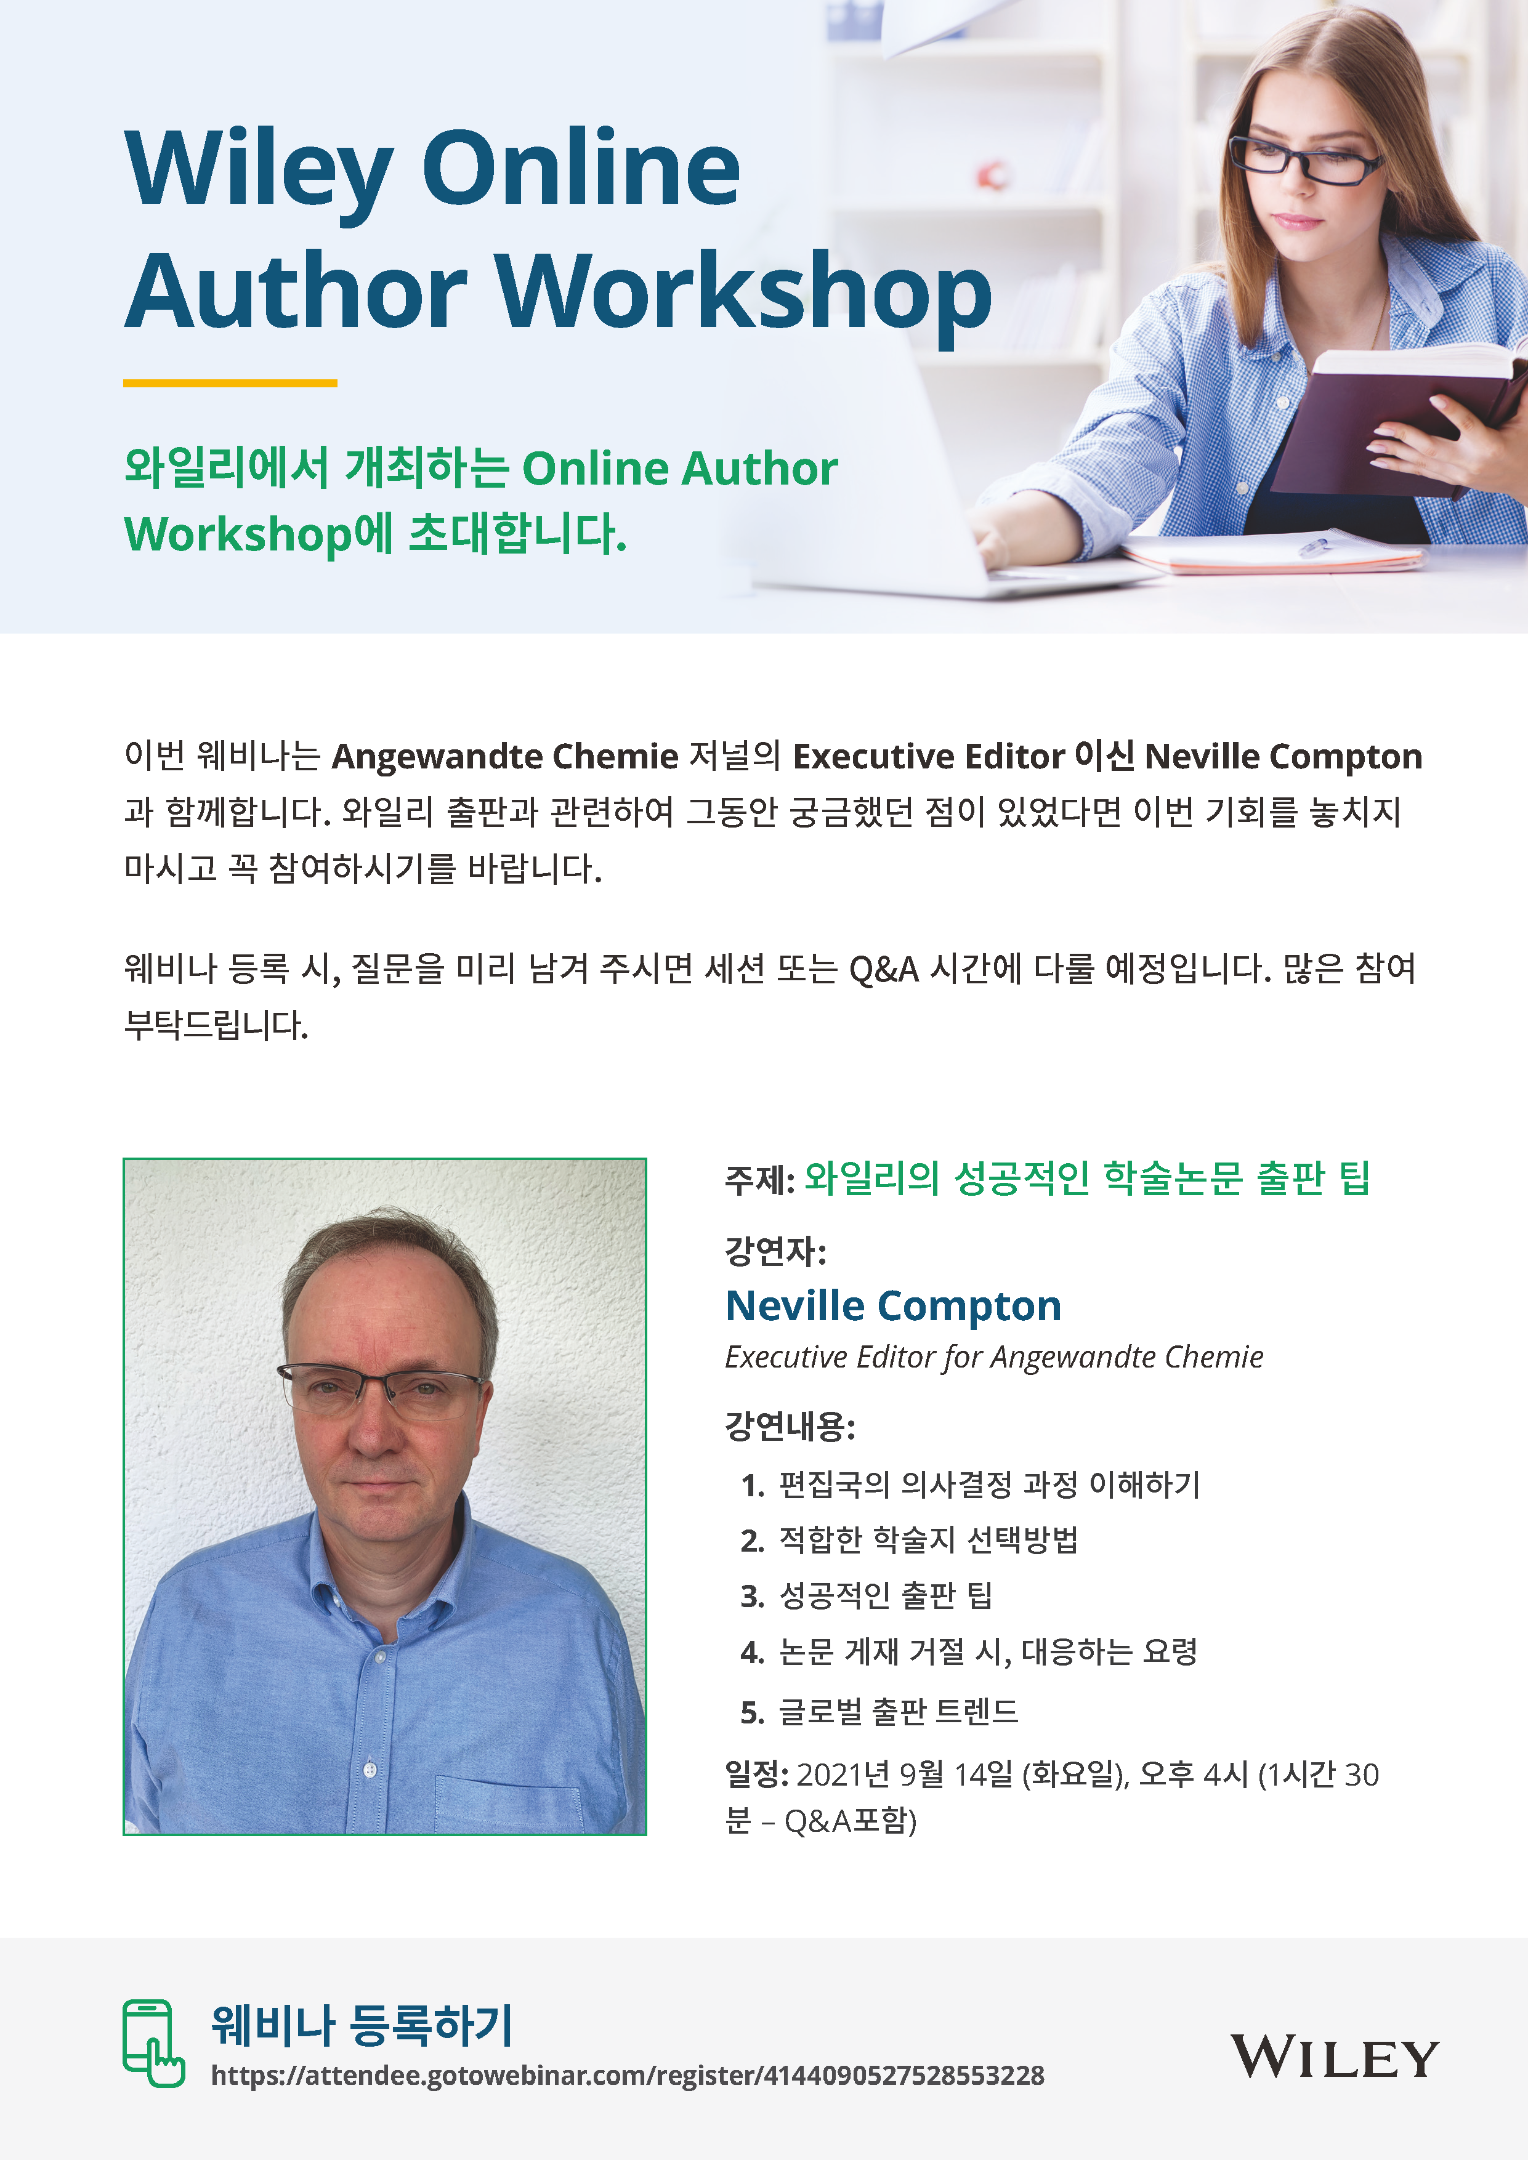 Wiley Online
Author Workshop
와일리에서 개최하는 Online Author
Workshop에 초대합니다.
이번 웨비나는 Angewandte Chemie 저널의 Executive Editor 이신 Neville Compton
과 함께합니다. 와일리 출판과 관련하여 그동안 궁금했던 점이 있었다면 이번 기회를 놓치지
마시고 꼭 참여하시기를 바랍니다.
웨비나 등록 시, 질문을 미리 남겨 주시면 세션 또는 Q&A 시간에 다룰 예정입니다. 많은 참여
부탁드립니다.
주제: 와일리의 성공적인 학술논문 출판 팁
강연자:
Neville Compton
Executive Editor for Angewandte Chemie
강연내용:
1. 편집국의 의사결정 과정 이해하기
2. 적합한 학술지 선택방법
3. 성공적인 출판 팁
4. 논문 게재 거절 시, 대응하는 요령
5. 글로벌 출판 트렌드
일정: 2021년 9월 14일 (화요일), 오후 4시 (1시간 30
분 – Q&A포함)
웨비나 등록하기
https://attendee.gotowebinar.com/register/4144090527528553228
WILEY